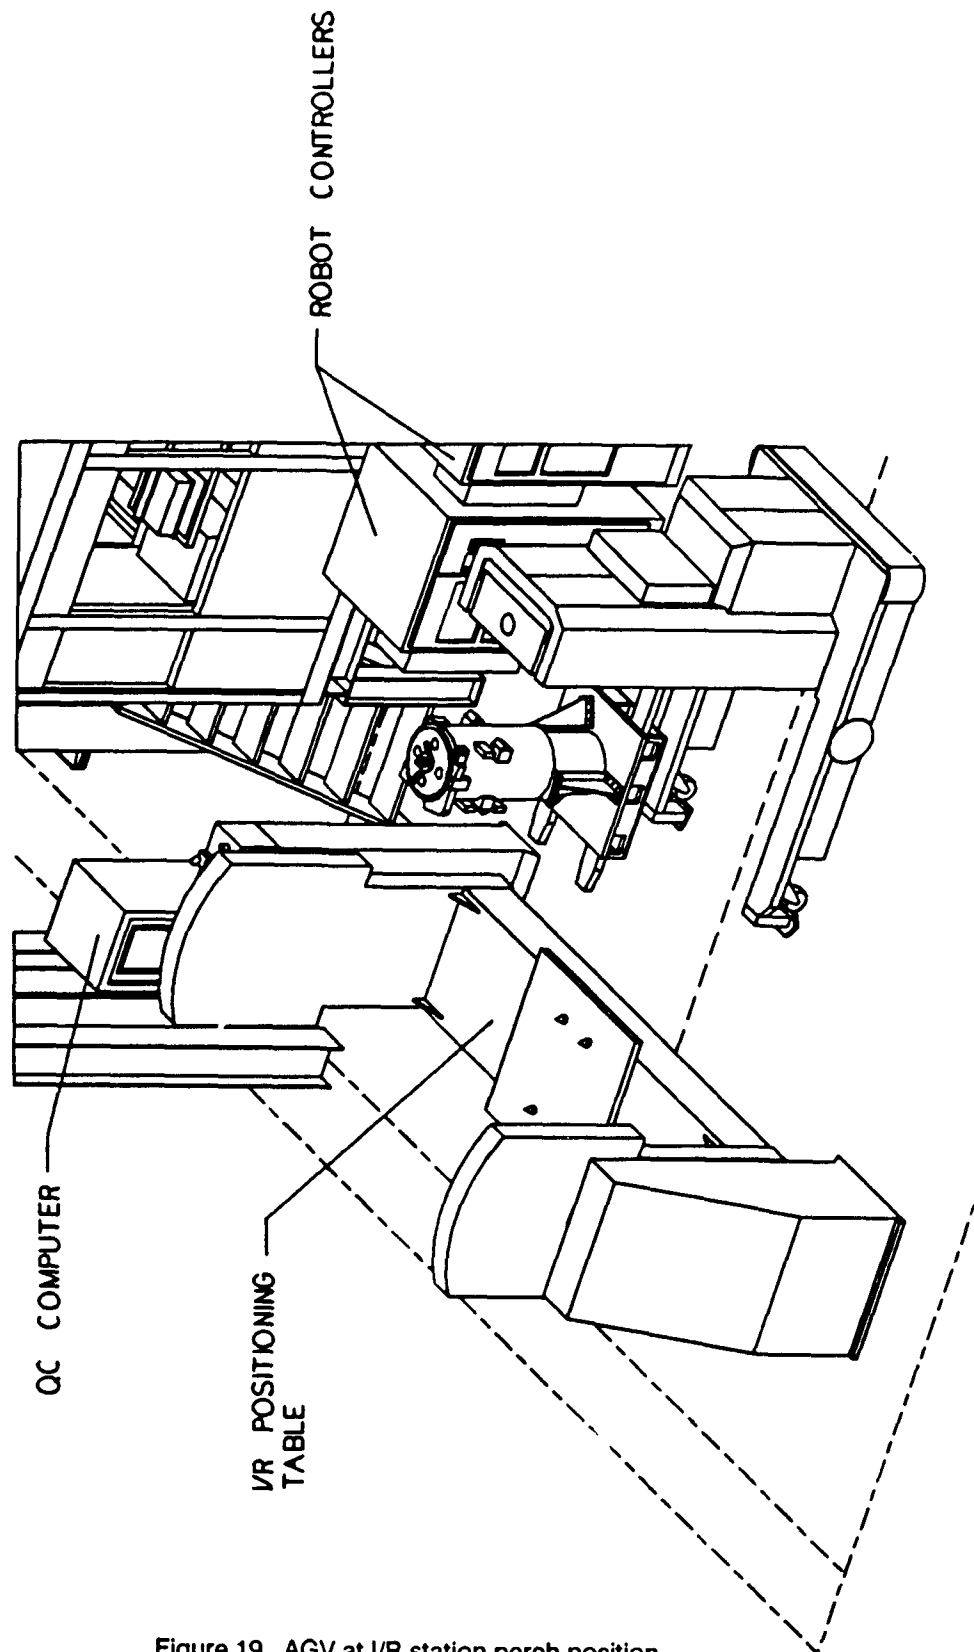 QC COMPUTER
I/R POSITIONING
TABLE
ROBOT CONTROLLERS
Figure 19. AGV at I/R station perch position